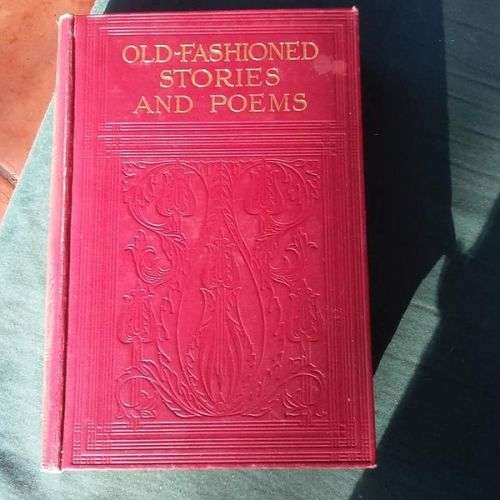 OLD-FASHIONED
STORIES
AND POEMS